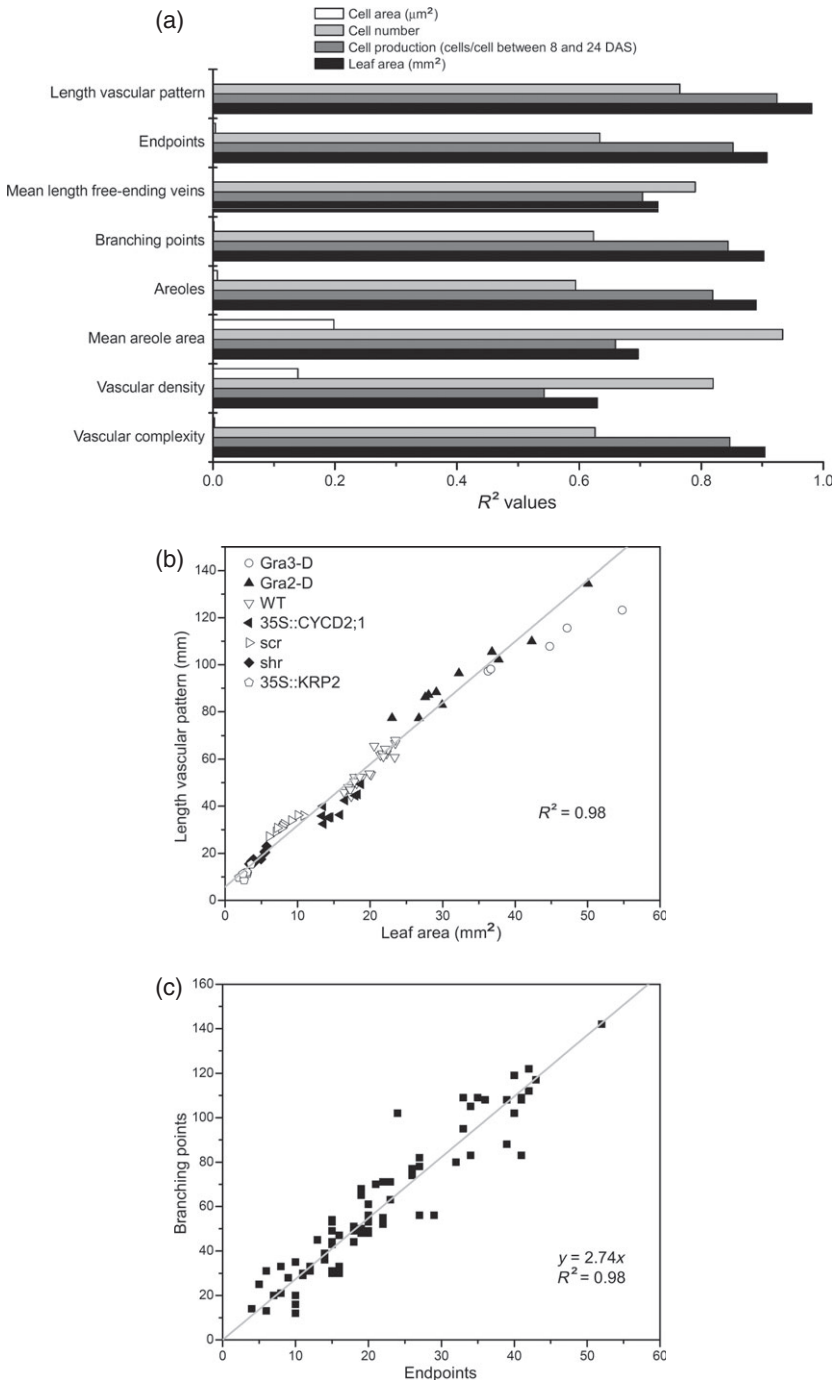 (a)
Cell area (μm²)
Cell number
Cell production (cells/cell between 8 and 24 DAS)
Leaf area (mm²)
Length vascular pattern
Endpoints
Mean length free-ending veins
Branching points
Areoles
Mean areole area
Vascular density
Vascular complexity
0.0 0.2 0.4 0.6 0.8 1.0
R² values
(b)
Gra3-D
Gra2-D
WT
35S::CYCD2;1
scr
shr
35S::KRP2
Length vascular pattern (mm)
140
120
100
80
60
40
20
0
R² = 0.98
0 10 20 30 40 50 60
Leaf area (mm²)
(c)
Branching points
160
140
120
100
80
60
40
20
0
y = 2.74x
R² = 0.98
0 10 20 30 40 50 60
Endpoints